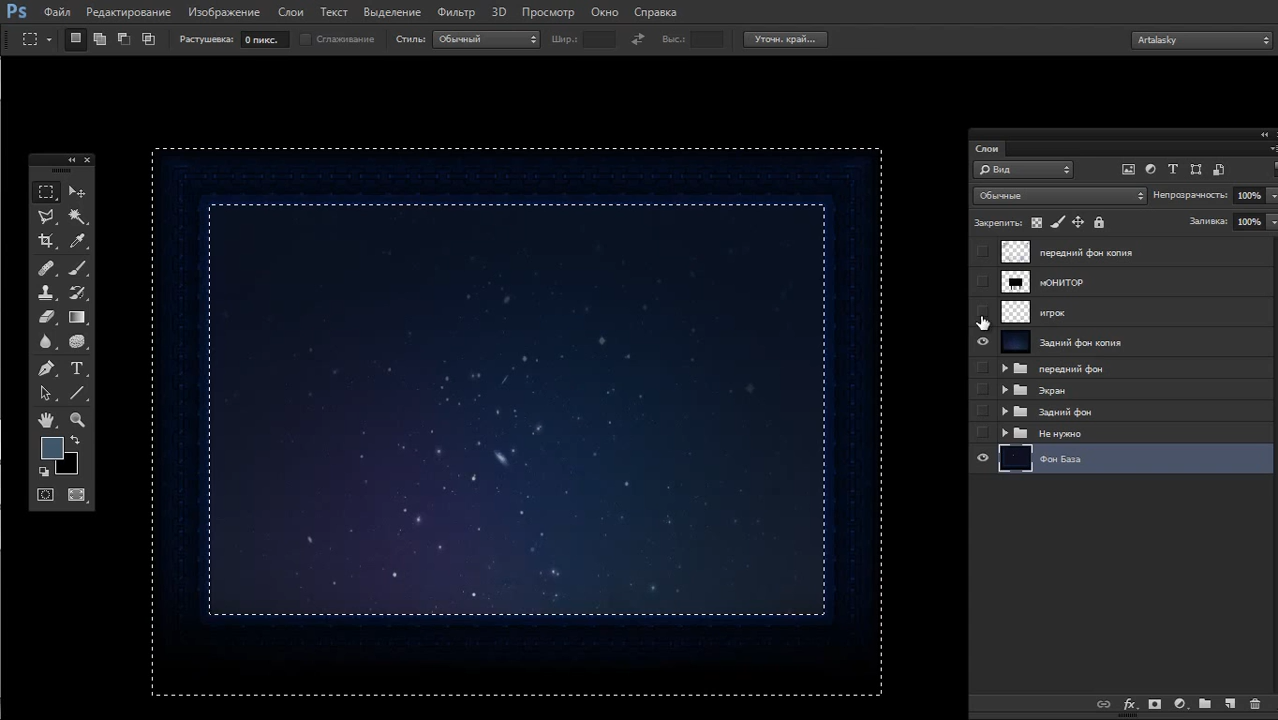 Ps Файл Редактирование Изображение Слои Текст Выделение Фильтр 3D Просмотр Окно Справка
Растушевка: 0 пикс. Сглаживание Стиль: Обычный Шир.: Выс.: Уточн. край... Artalasky
Слои
Вид
Обычные Непрозрачность: 100%
Закрепить: Заливка: 100%
передний фон копия
мОНИТОР
игрок
Задний фон копия
передний фон
Экран
Задний фон
Не нужно
Фон База